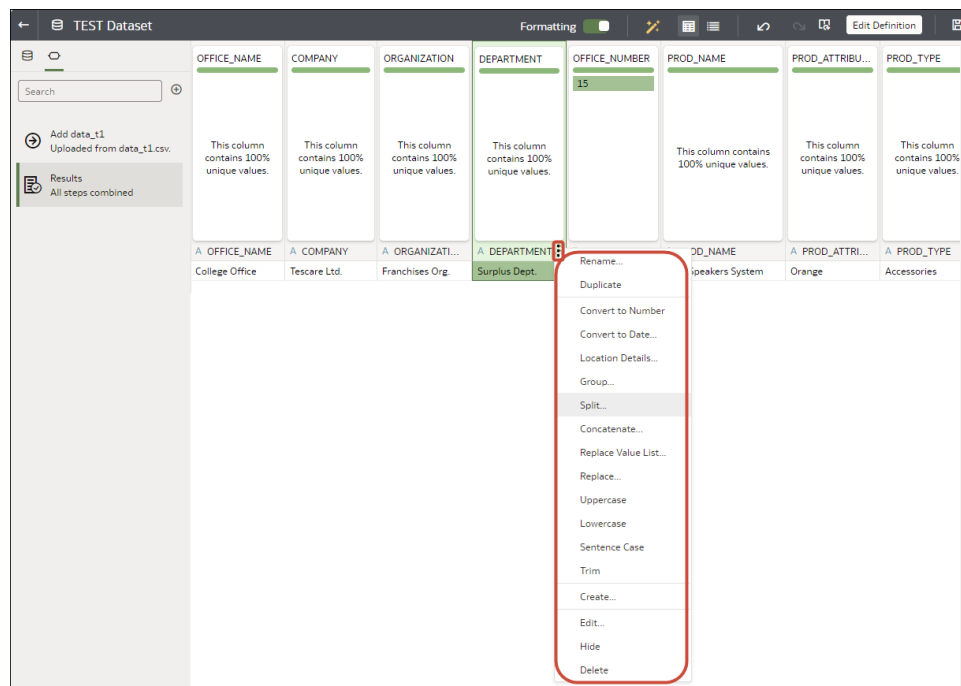 TEST Dataset
Formatting
Edit Definition
Search
Add data_t1
Uploaded from data_t1.csv.
Results
All steps combined
OFFICE_NAME COMPANY ORGANIZATION DEPARTMENT OFFICE_NUMBER PROD_NAME PROD_ATTRIBU... PROD_TYPE
15
This column contains 100% unique values.
This column contains 100% unique values.
This column contains 100% unique values.
This column contains 100% unique values.
This column contains 100% unique values.
This column contains 100% unique values.
This column contains 100% unique values.
A OFFICE_NAME A COMPANY A ORGANIZATI... A DEPARTMENT OD_NAME A PROD_ATTRI... A PROD_TYPE
College Office Tescare Ltd. Franchises Org. Surplus Dept. peakers System Orange Accessories
Rename...
Duplicate
Convert to Number
Convert to Date...
Location Details...
Group...
Split...
Concatenate...
Replace Value List...
Replace...
Uppercase
Lowercase
Sentence Case
Trim
Create...
Edit...
Hide
Delete